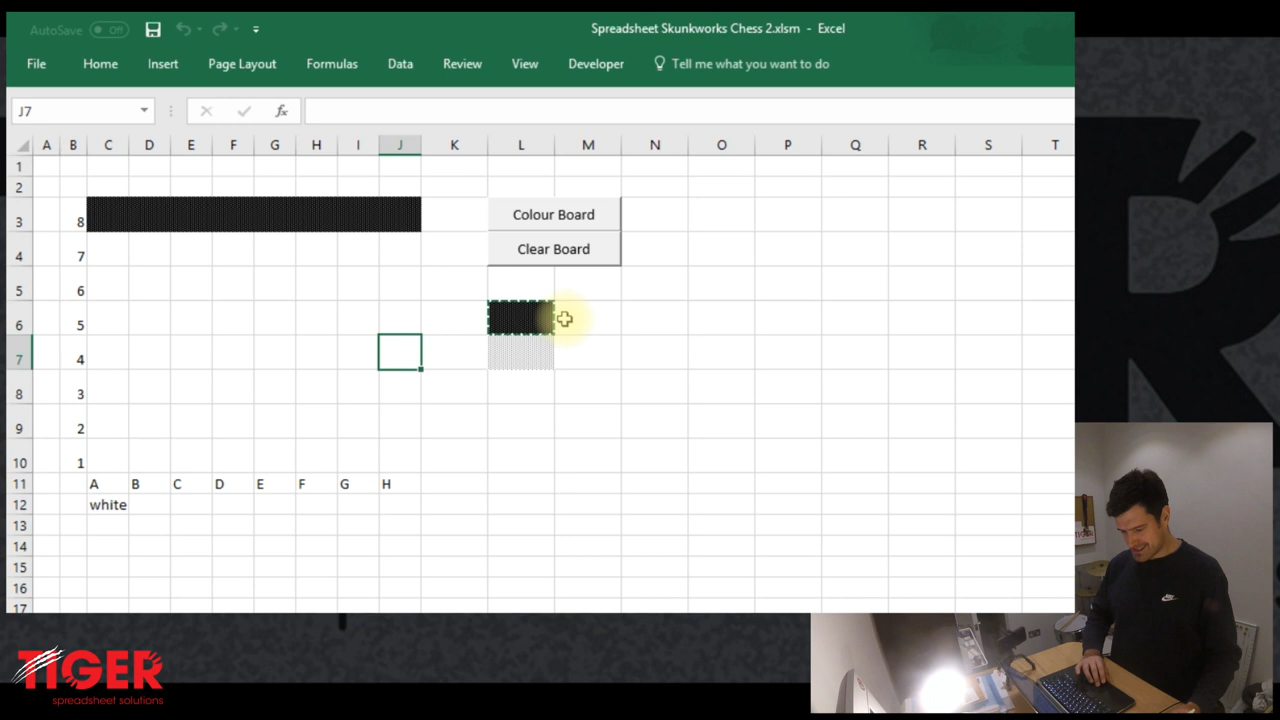 AutoSave Off
Spreadsheet Skunkworks Chess 2.xlsm - Excel
File Home Insert Page Layout Formulas Data Review View Developer Tell me what you want to do
J7
fx
A B C D E F G H I J K L M N O P Q R S T
1
2
3 8 Colour Board
4 7 Clear Board
5 6
6 5
7 4
8 3
9 2
10 1
11 A B C D E F G H
12 white
13
14
15
16
17
TIGER
spreadsheet solutions